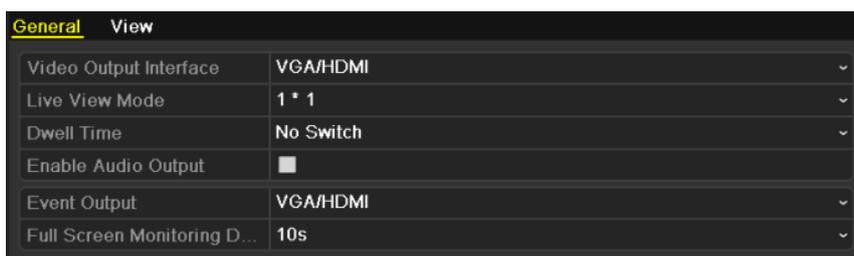 General View
Video Output Interface VGA/HDMI
Live View Mode 1 * 1
Dwell Time No Switch
Enable Audio Output
Event Output VGA/HDMI
Full Screen Monitoring D... 10s